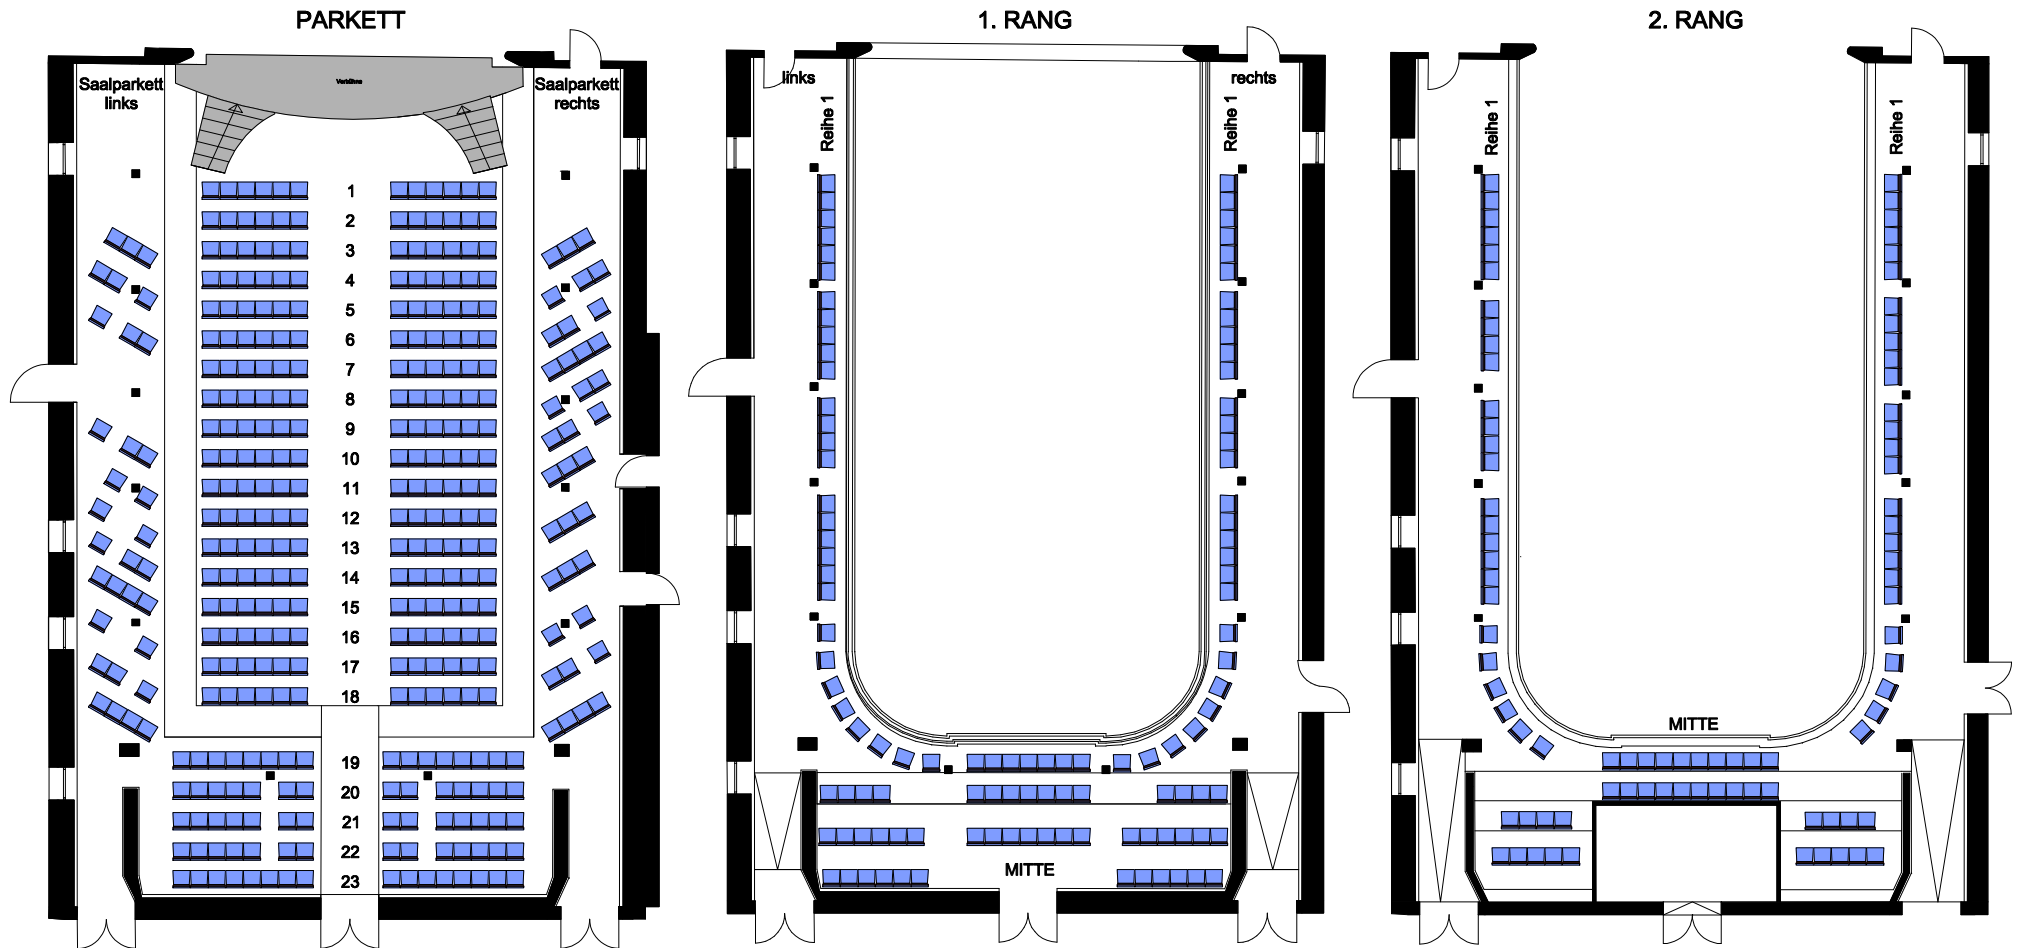 PARKETT
Saalparkett
links
Vorbühne
Saalparkett
rechts
1
2
3
4
5
6
7
8
9
10
11
12
13
14
15
16
17
18
19
20
21
22
23
1. RANG
links
rechts
Reihe 1
Reihe 1
MITTE
2. RANG
Reihe 1
Reihe 1
MITTE